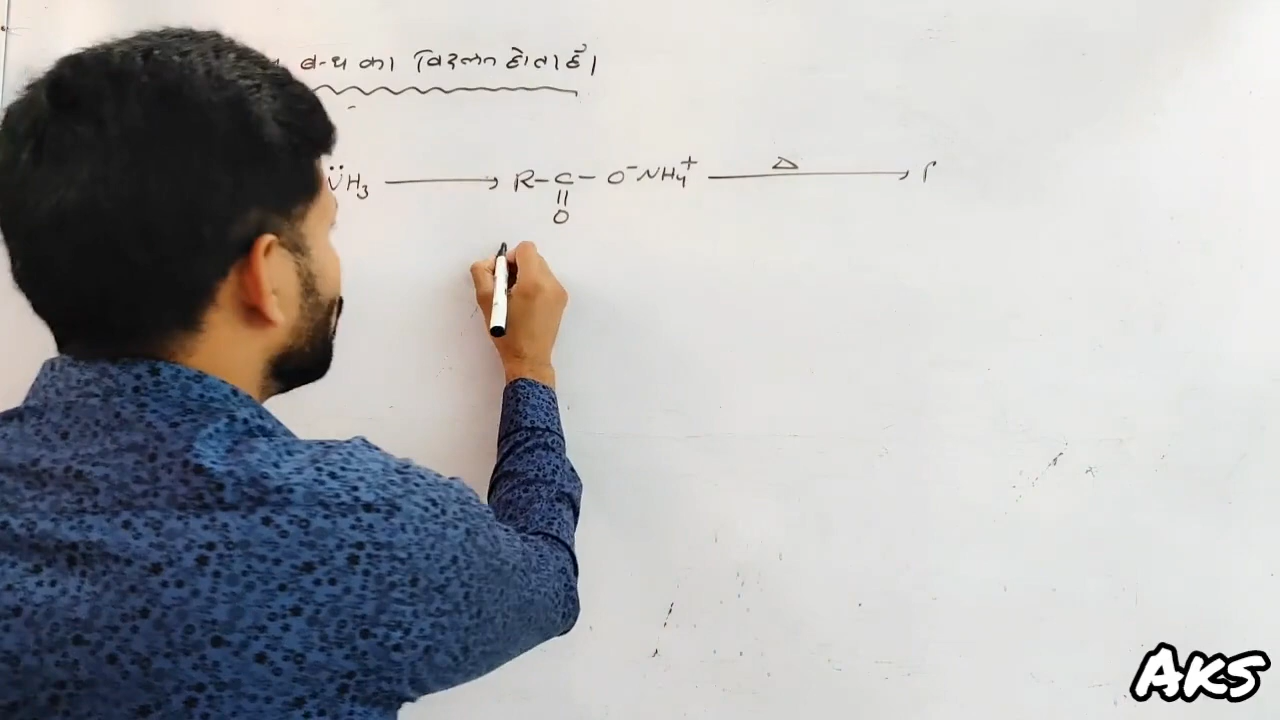 बन्ध का विदलन होता है।
N̈H₃ ⟶ R-C-O⁻NH₄⁺ —Δ→
||
O
AKS